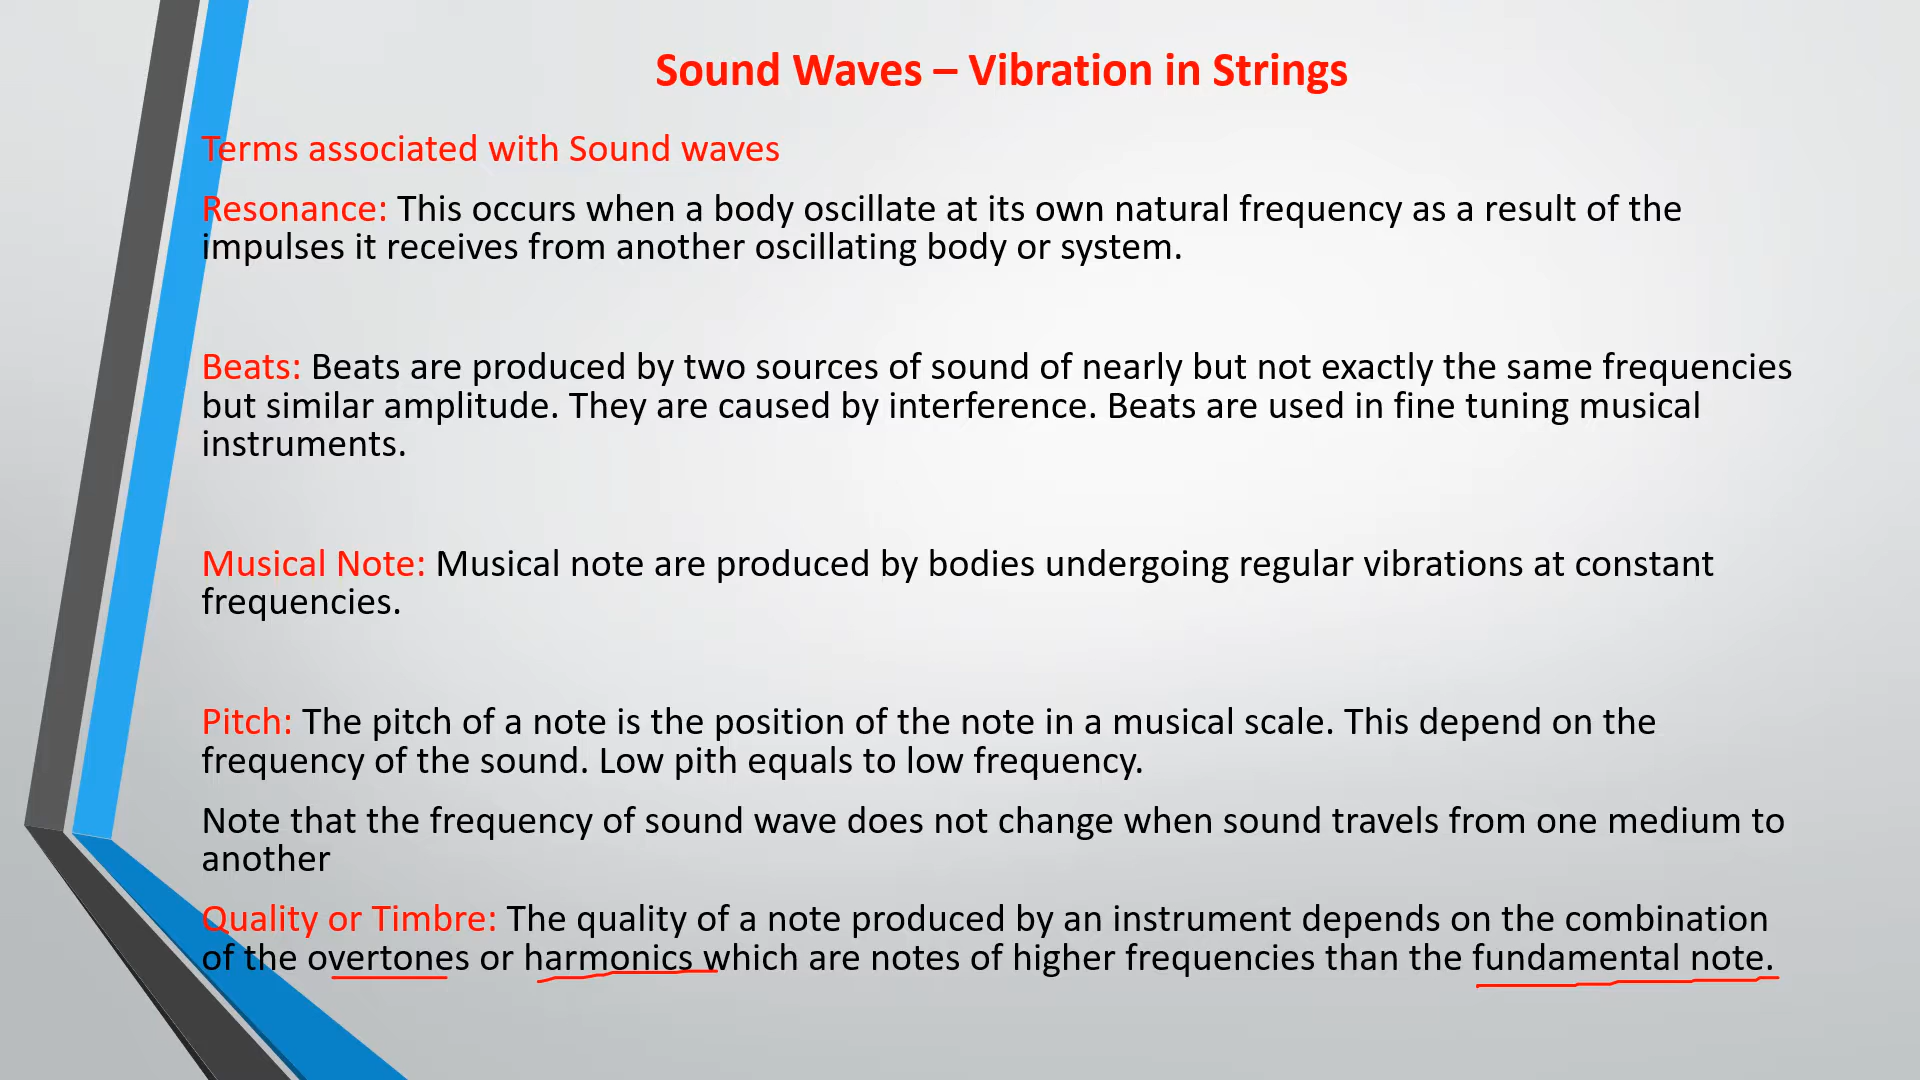 Sound Waves – Vibration in Strings
Terms associated with Sound waves
Resonance: This occurs when a body oscillate at its own natural frequency as a result of the
impulses it receives from another oscillating body or system.
Beats: Beats are produced by two sources of sound of nearly but not exactly the same frequencies
but similar amplitude. They are caused by interference. Beats are used in fine tuning musical
instruments.
Musical Note: Musical note are produced by bodies undergoing regular vibrations at constant
frequencies.
Pitch: The pitch of a note is the position of the note in a musical scale. This depend on the
frequency of the sound. Low pith equals to low frequency.
Note that the frequency of sound wave does not change when sound travels from one medium to
another
Quality or Timbre: The quality of a note produced by an instrument depends on the combination
of the overtones or harmonics which are notes of higher frequencies than the fundamental note.